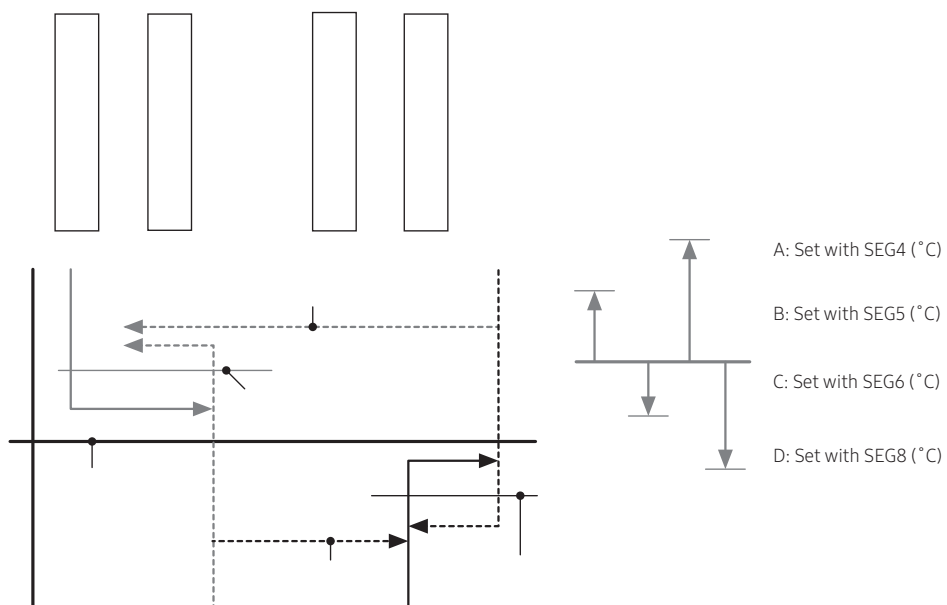 A: Set with SEG4 (˚C)
B: Set with SEG5 (˚C)
C: Set with SEG6 (˚C)
D: Set with SEG8 (˚C)